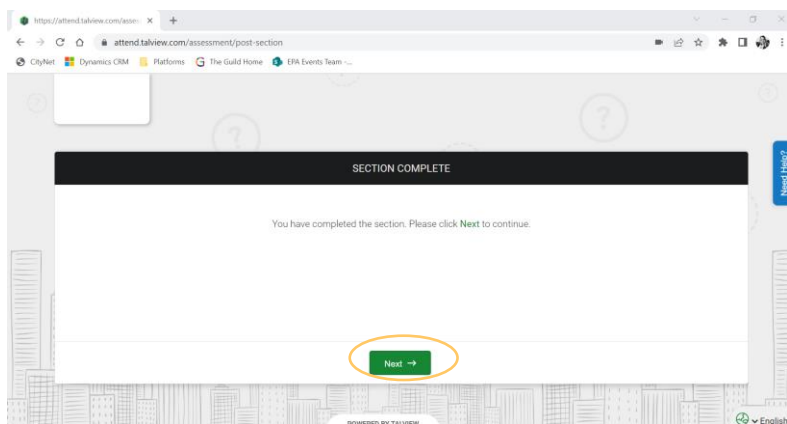 https://attend.talview.com/asses
attend.talview.com/assessment/post-section
CityNet Dynamics CRM Platforms The Guild Home EPA Events Team -...
Need Help?
SECTION COMPLETE
You have completed the section. Please click Next to continue.
Next →
POWERED BY TALVIEW
English